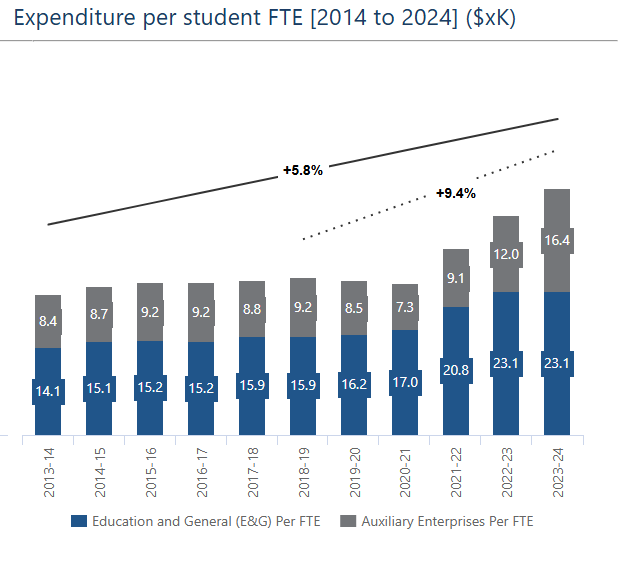 Expenditure per student FTE [2014 to 2024] ($xK)
+5.8%
+9.4%
8.4 8.7 9.2 9.2 8.8 9.2 8.5 7.3 9.1 12.0 16.4
14.1 15.1 15.2 15.2 15.9 15.9 16.2 17.0 20.8 23.1 23.1
2013-14 2014-15 2015-16 2016-17 2017-18 2018-19 2019-20 2020-21 2021-22 2022-23 2023-24
Education and General (E&G) Per FTE Auxiliary Enterprises Per FTE